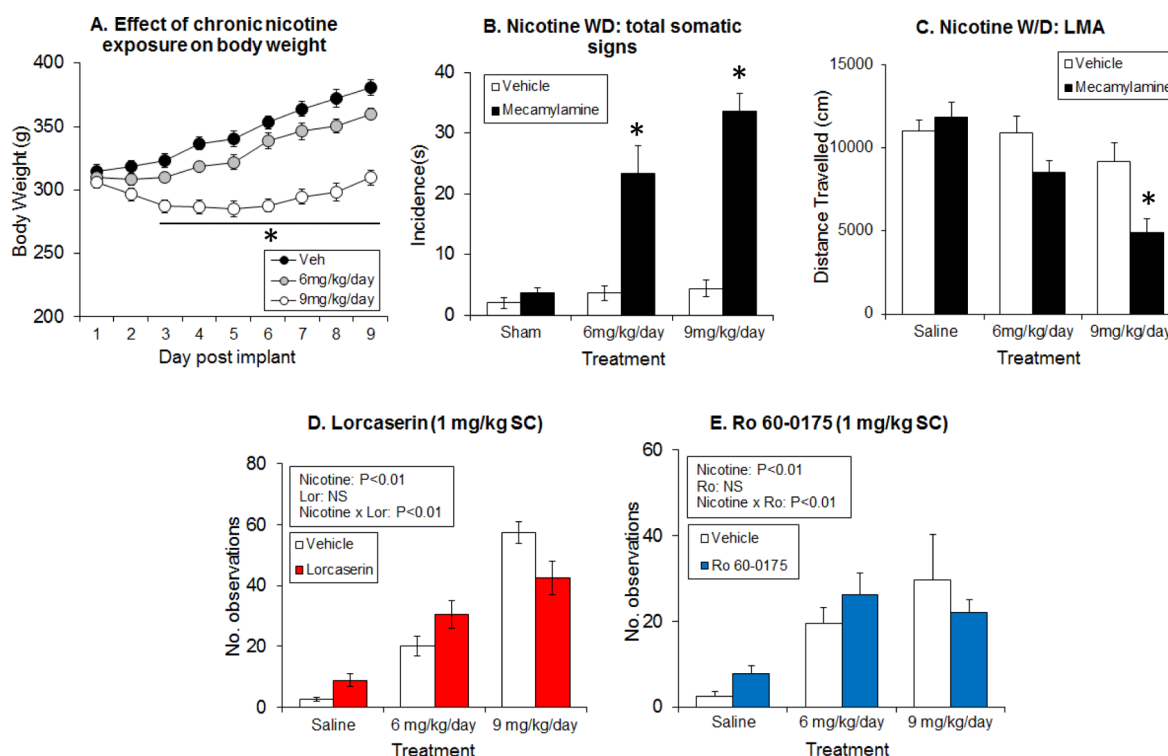 A. Effect of chronic nicotine
exposure on body weight
400
350
300
250
200
Body Weight (g)
*
Veh
6mg/kg/day
9mg/kg/day
1 2 3 4 5 6 7 8 9
Day post implant
B. Nicotine WD: total somatic
signs
40
30
20
10
0
Incidence(s)
Vehicle
Mecamylamine
*
*
Sham 6mg/kg/day 9mg/kg/day
Treatment
C. Nicotine W/D: LMA
15000
10000
5000
0
Distance Travelled (cm)
Vehicle
Mecamylamine
*
Saline 6mg/kg/day 9mg/kg/day
Treatment
D. Lorcaserin (1 mg/kg SC)
80
60
40
20
0
No. observations
Nicotine: P<0.01
Lor: NS
Nicotine x Lor: P<0.01
Vehicle
Lorcaserin
Saline 6 mg/kg/day 9 mg/kg/day
Treatment
E. Ro 60-0175 (1 mg/kg SC)
60
40
20
0
No. observations
Nicotine: P<0.01
Ro: NS
Nicotine x Ro: P<0.01
Vehicle
Ro 60-0175
Saline 6 mg/kg/day 9 mg/kg/day
Treatment